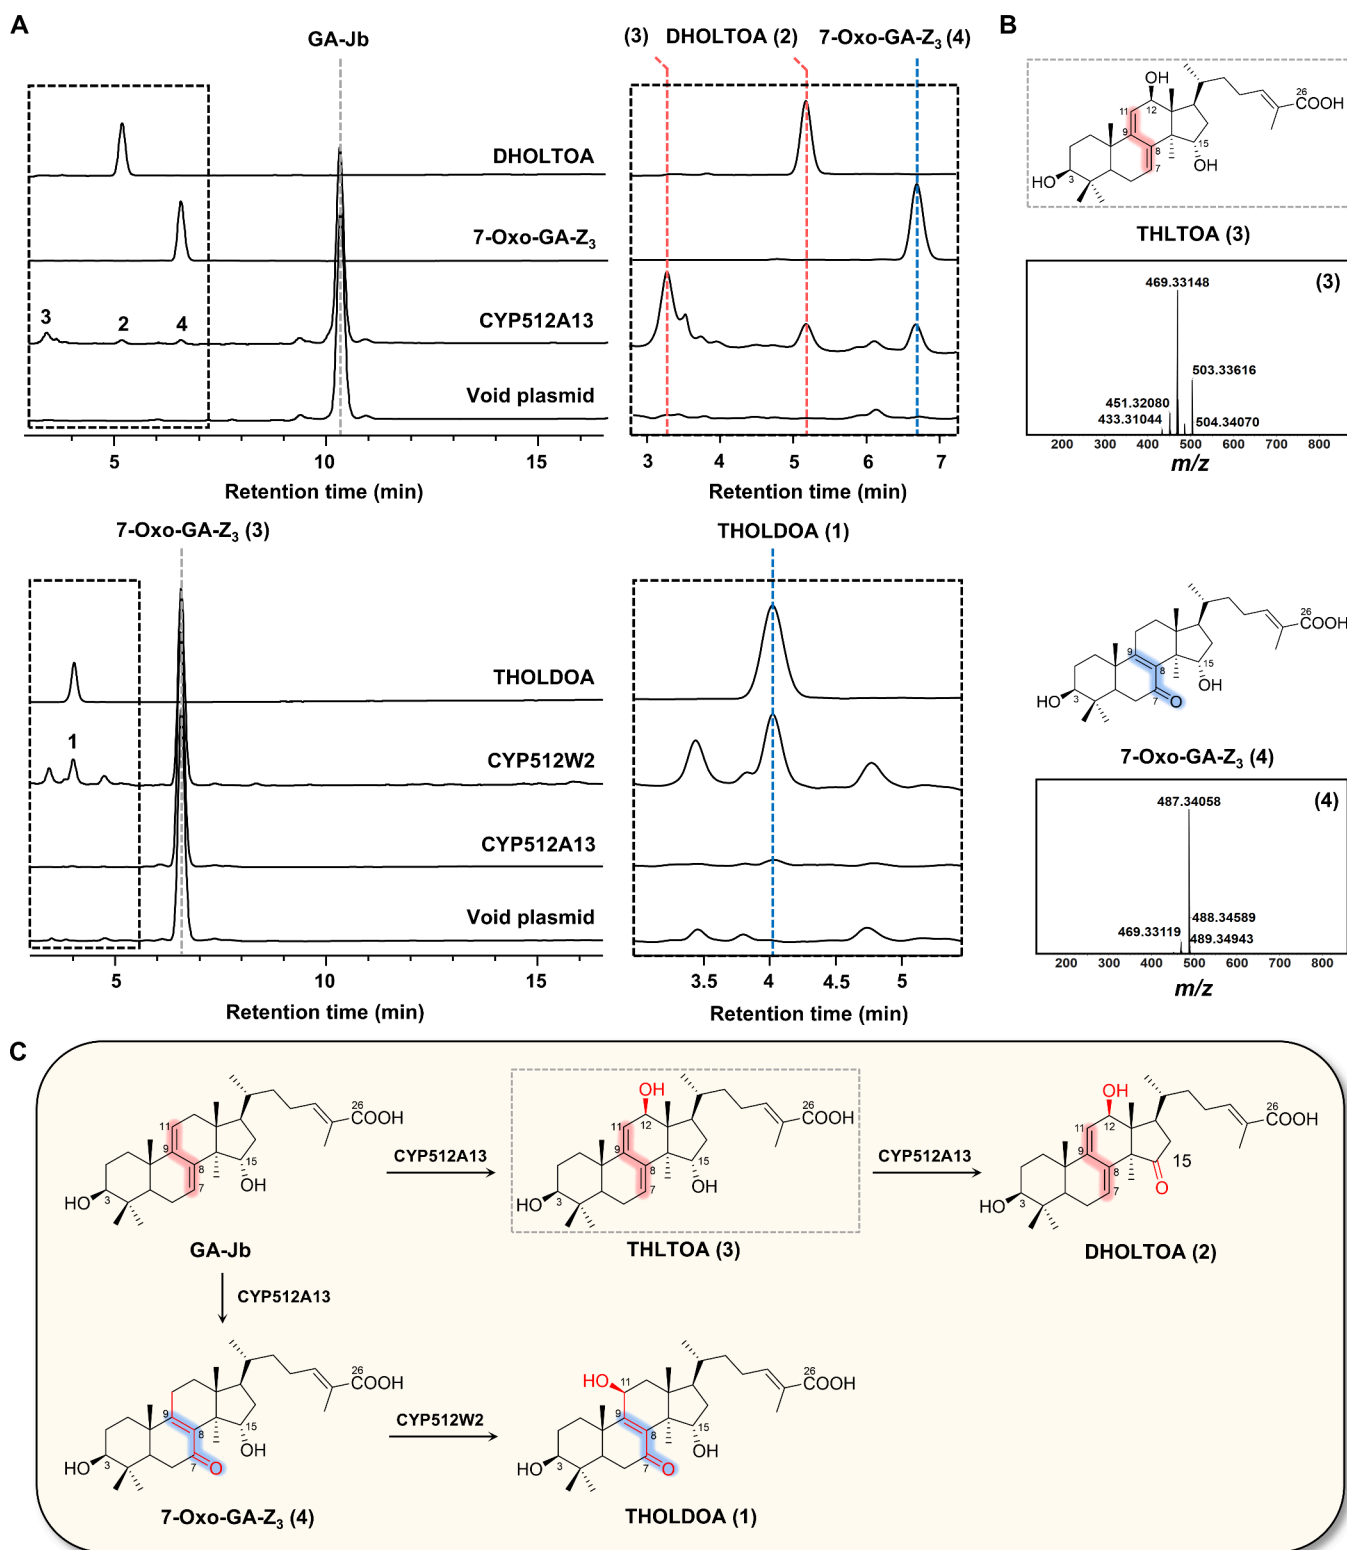 A
GA-Jb
(3) DHOLTOA (2) 7-Oxo-GA-Z3 (4)
DHOLTOA
7-Oxo-GA-Z3
3 2 4
CYP512A13
Void plasmid
5 10 15
Retention time (min)
3 4 5 6 7
Retention time (min)
B
OH
11
12
9
8
15
7
3
HO
OH
26
COOH
THLTOA (3)
(3)
469.33148
503.33616
451.32080
433.31044
504.34070
200 300 400 500 600 700 800
m/z
7-Oxo-GA-Z3 (3)
THOLDOA (1)
THOLDOA
1
CYP512W2
CYP512A13
Void plasmid
5 10 15
Retention time (min)
3.5 4 4.5 5
Retention time (min)
26
COOH
9
8
15
OH
HO
3
7
O
7-Oxo-GA-Z3 (4)
(4)
487.34058
488.34589
469.33119
489.34943
200 300 400 500 600 700 800
m/z
C
26
COOH
11
9
8
15
OH
HO
3
7
GA-Jb
CYP512A13
OH
26
COOH
11
12
9
8
15
OH
HO
3
7
THLTOA (3)
CYP512A13
OH
26
COOH
11
12
9
8
15
O
HO
3
7
DHOLTOA (2)
CYP512A13
26
COOH
9
8
15
OH
HO
3
7
O
7-Oxo-GA-Z3 (4)
CYP512W2
HO
11
26
COOH
9
8
15
OH
HO
3
7
O
THOLDOA (1)